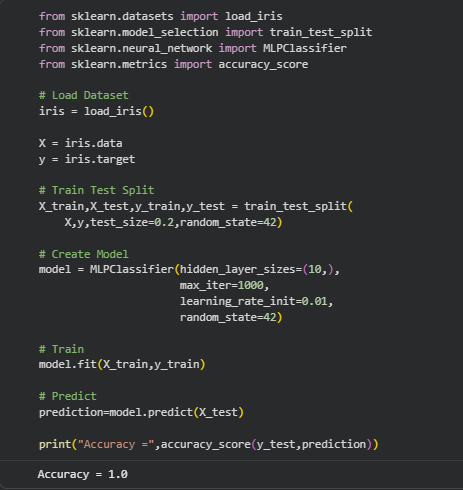 from sklearn.datasets import load_iris
from sklearn.model_selection import train_test_split
from sklearn.neural_network import MLPClassifier
from sklearn.metrics import accuracy_score

# Load Dataset
iris = load_iris()

X = iris.data
y = iris.target

# Train Test Split
X_train,X_test,y_train,y_test = train_test_split(
    X,y,test_size=0.2,random_state=42)

# Create Model
model = MLPClassifier(hidden_layer_sizes=(10,),
                      max_iter=1000,
                      learning_rate_init=0.01,
                      random_state=42)

# Train
model.fit(X_train,y_train)

# Predict
prediction=model.predict(X_test)

print("Accuracy =",accuracy_score(y_test,prediction))
Accuracy = 1.0